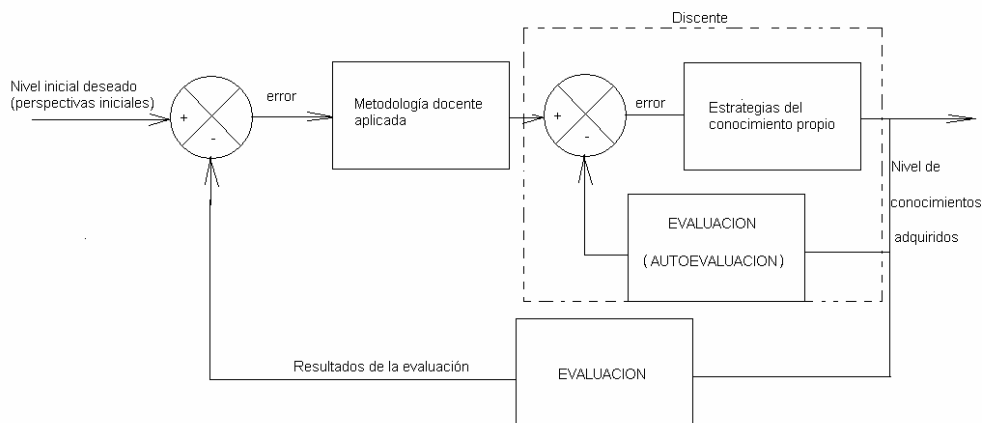 Discente
Nivel inicial deseado
(perspectivas iniciales)
+
-
error
Metodología docente
aplicada
+
-
error
Estrategias del
conocimiento propio
Nivel de
conocimientos
adquiridos
EVALUACION
( AUTOEVALUACION )
Resultados de la evaluación
EVALUACION